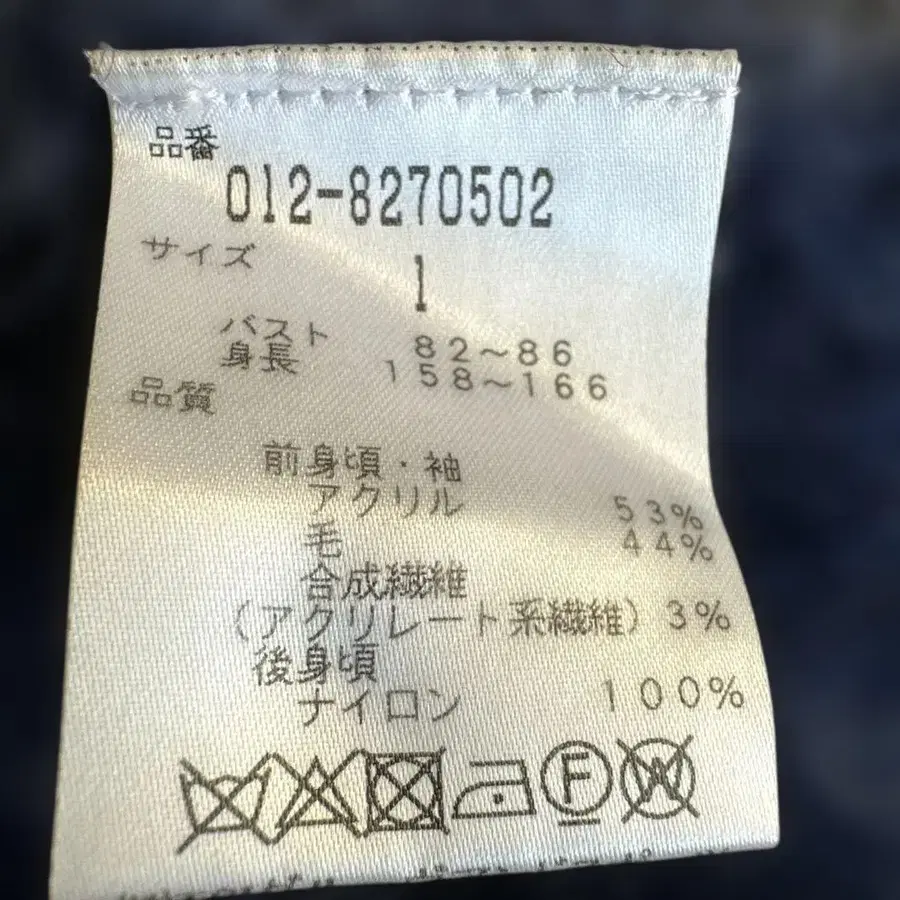 品番
012-8270502
サイズ 1
バスト 82～86
身長 158～166
品質
前身頃・袖
アクリル 53%
毛 44%
合成繊維
(アクリレート系繊維) 3%
後身頃
ナイロン 100%
F W